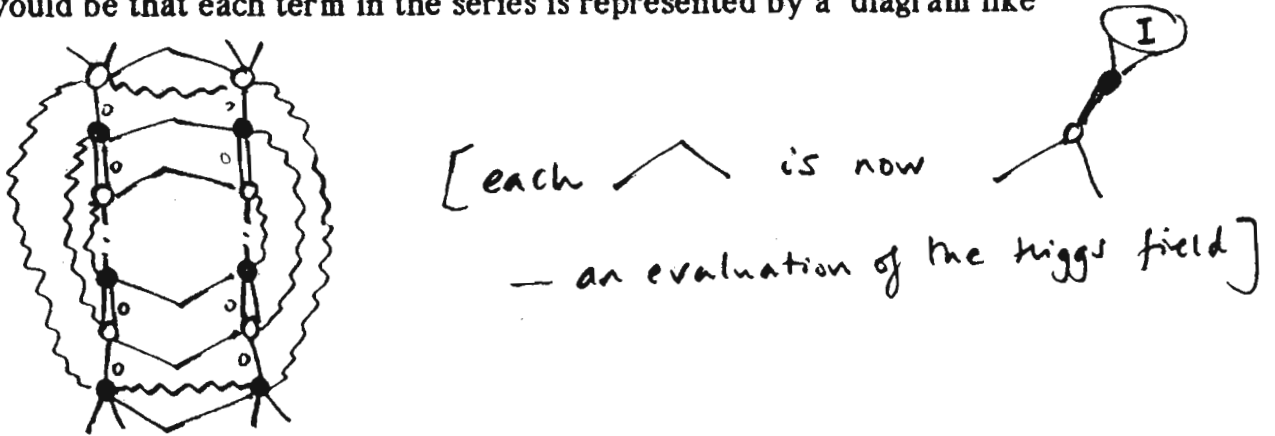 would be that each term in the series is represented by a diagram like
I
[each is now
— an evaluation of the Higgs field]